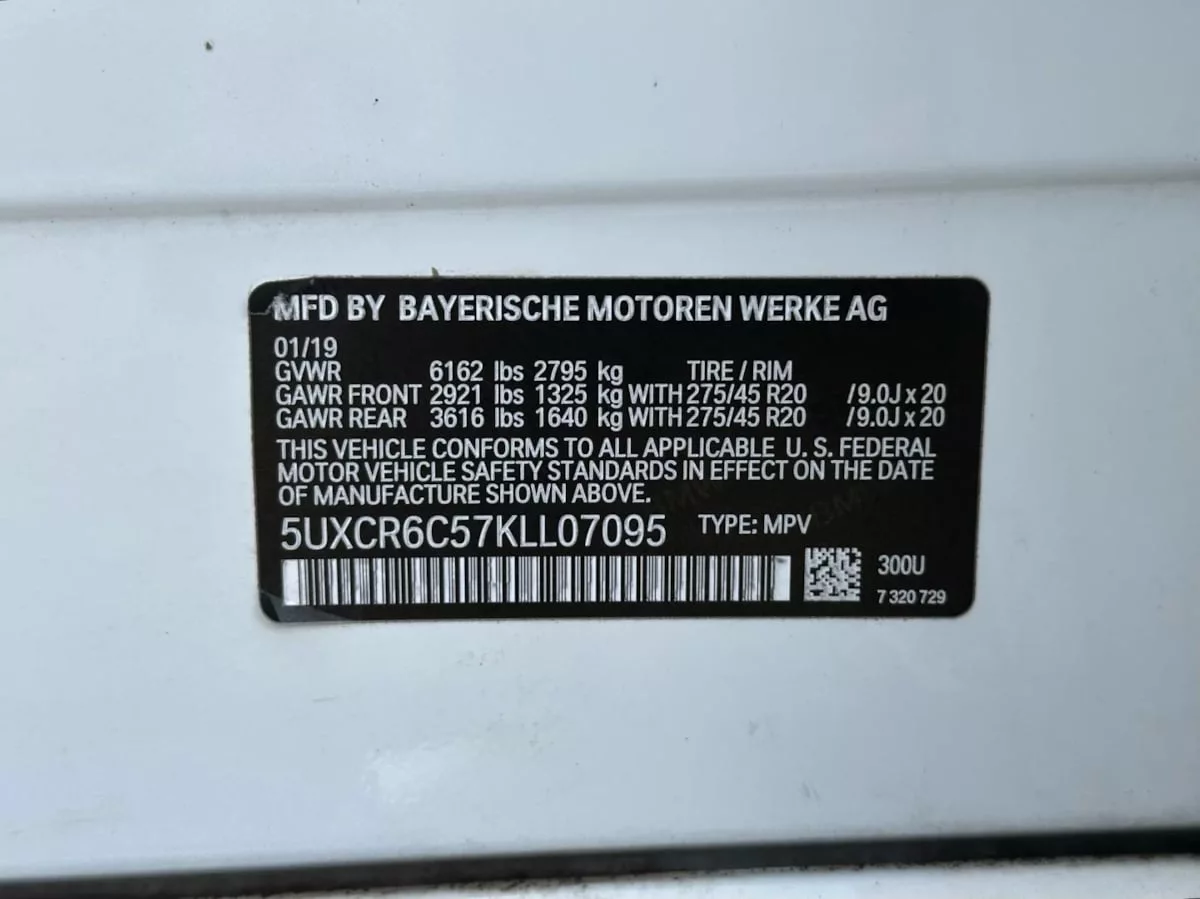 MFD BY BAYERISCHE MOTOREN WERKE AG
01/19
GVWR 6162 lbs 2795 kg TIRE / RIM
GAWR FRONT 2921 lbs 1325 kg WITH 275/45 R20 /9.0J x 20
GAWR REAR 3616 lbs 1640 kg WITH 275/45 R20 /9.0J x 20
THIS VEHICLE CONFORMS TO ALL APPLICABLE U. S. FEDERAL
MOTOR VEHICLE SAFETY STANDARDS IN EFFECT ON THE DATE
OF MANUFACTURE SHOWN ABOVE.
5UXCR6C57KLL07095 TYPE: MPV
300U
7 320 729